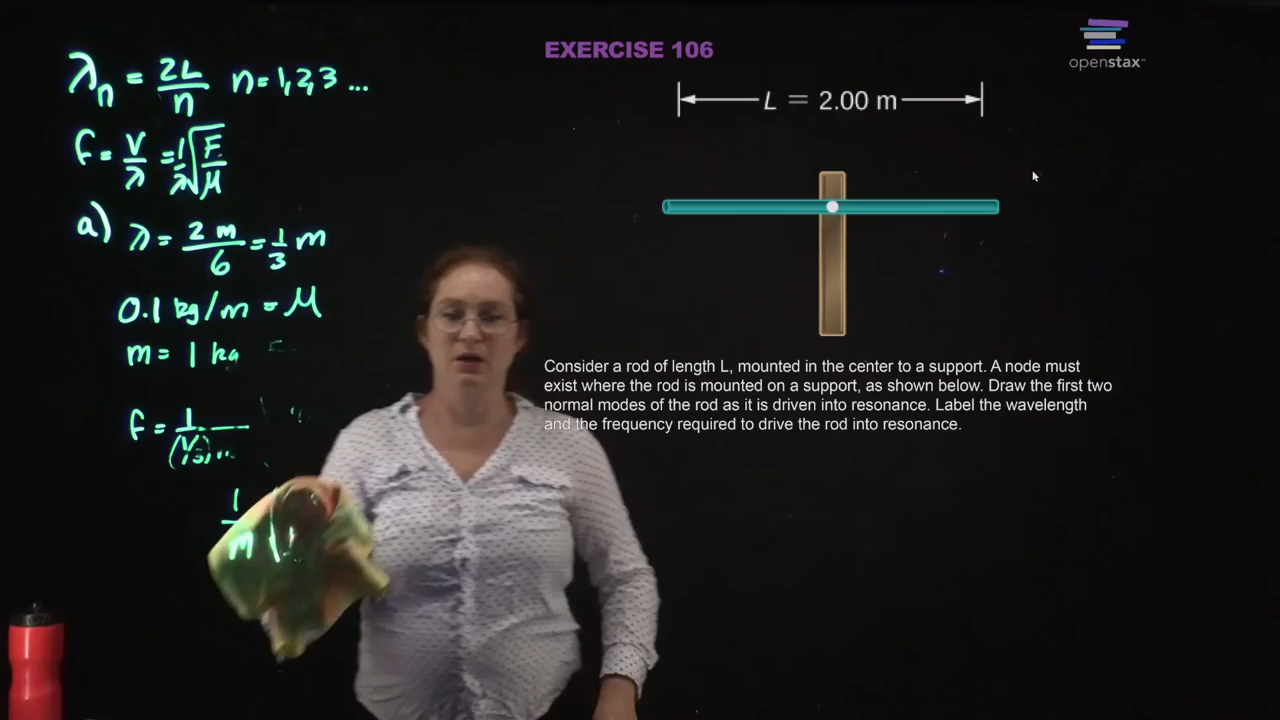 λₙ = 2L/n n=1,2,3 ...
f = v/λ = 1/λ √(F/μ)
a) λ = 2 m/6 = 1/3 m
0.1 kg/m = μ
m = 1 kg
f = 1
1
m
EXERCISE 106
openstax™
L = 2.00 m
Consider a rod of length L, mounted in the center to a support. A node must
exist where the rod is mounted on a support, as shown below. Draw the first two
normal modes of the rod as it is driven into resonance. Label the wavelength
and the frequency required to drive the rod into resonance.